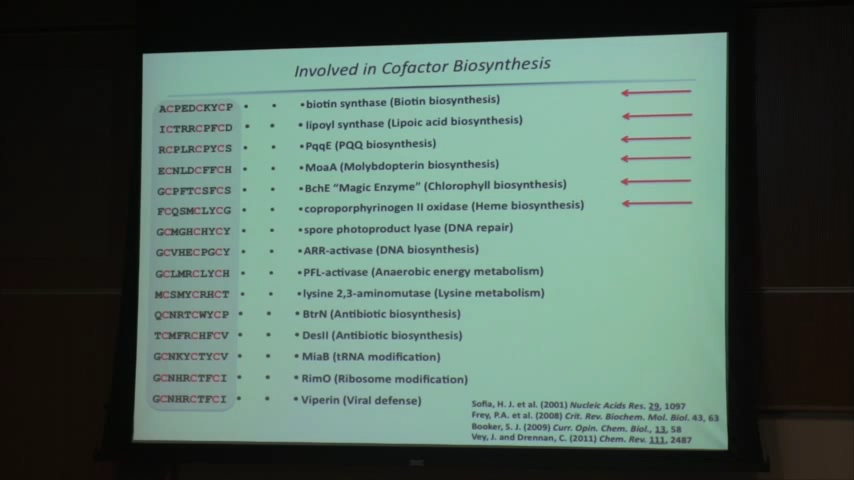 Involved in Cofactor Biosynthesis
ACPEDCKYCP • • • biotin synthase (Biotin biosynthesis)
ICTRRCPFCD • • • lipoyl synthase (Lipoic acid biosynthesis)
RCPLRCPYCS • • • PqqE (PQQ biosynthesis)
ECNLDCFFCH • • • MoaA (Molybdopterin biosynthesis)
GCPFTCSFCS • • • BchE “Magic Enzyme” (Chlorophyll biosynthesis)
FCQSMCLYCG • • • coproporphyrinogen II oxidase (Heme biosynthesis)
GCMGHCHYCY • • • spore photoproduct lyase (DNA repair)
GCVHECPGCY • • • ARR-activase (DNA biosynthesis)
GCLMRCLYCH • • • PFL-activase (Anaerobic energy metabolism)
MCSMYCRHCT • • • lysine 2,3-aminomutase (Lysine metabolism)
QCNRTCWYCP • • • BtrN (Antibiotic biosynthesis)
TCMFRCHFCV • • • DesII (Antibiotic biosynthesis)
GCNKYCTYCV • • • MiaB (tRNA modification)
GCNHRCTFCI • • • RimO (Ribosome modification)
GCNHRCTFCI • • • Viperin (Viral defense)
Sofia, H. J. et al. (2001) Nucleic Acids Res. 29, 1097
Frey, P.A. et al. (2008) Crit. Rev. Biochem. Mol. Biol. 43, 63
Booker, S. J. (2009) Curr. Opin. Chem. Biol., 13, 58
Vey, J. and Drennan, C. (2011) Chem. Rev. 111, 2487